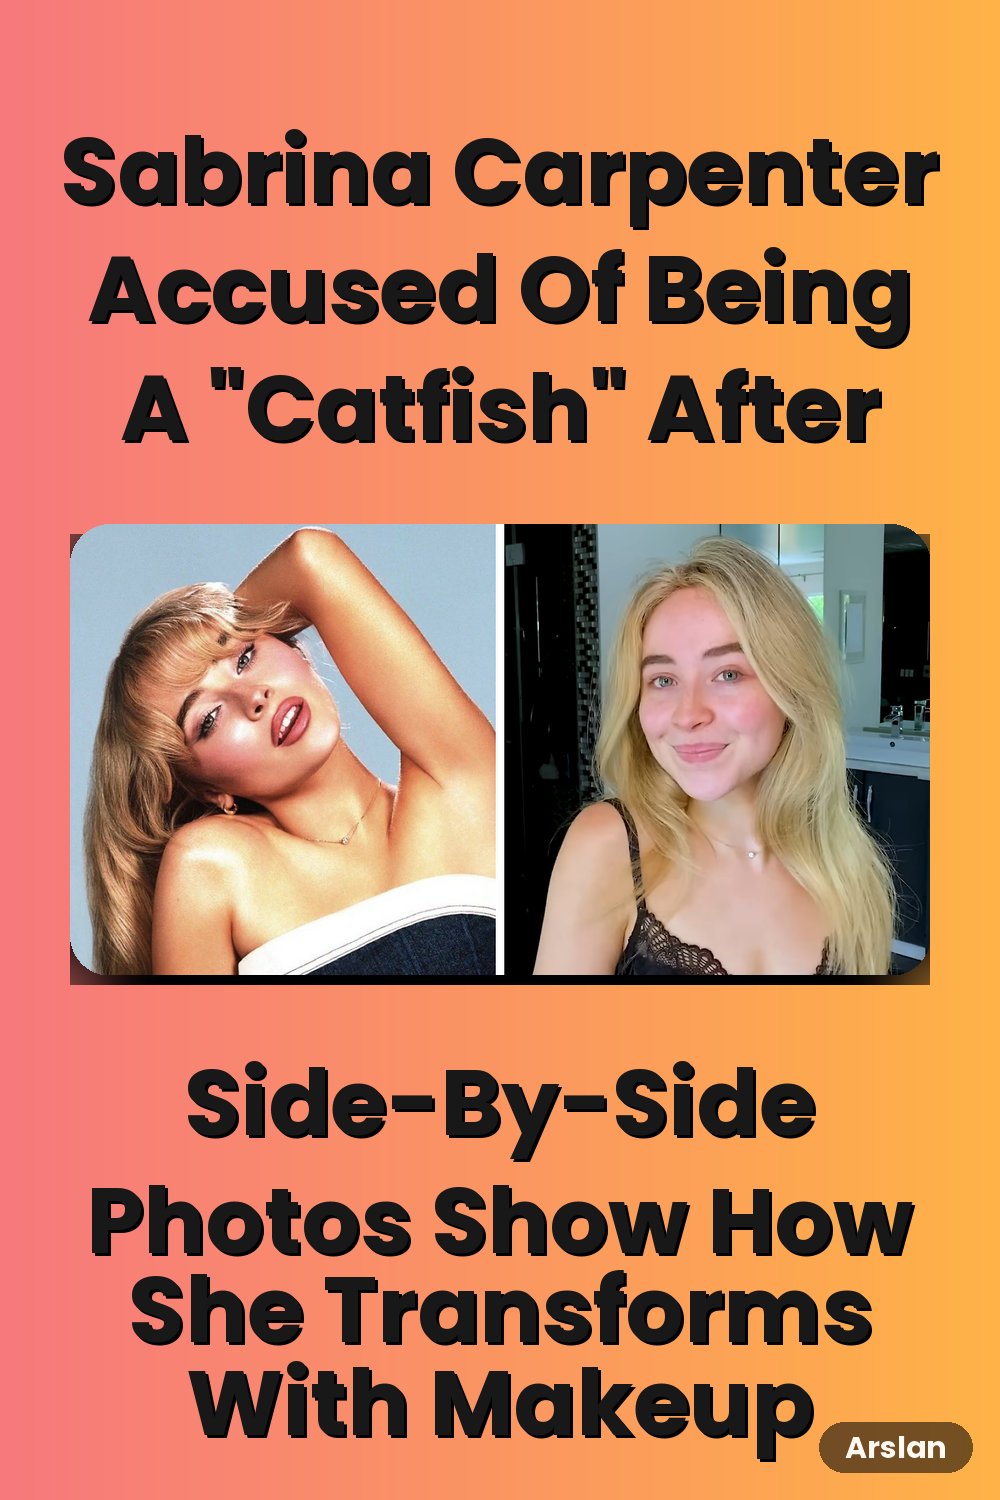 Sabrina Carpenter
Accused Of Being
A "Catfish" After
Side-By-Side
Photos Show How
She Transforms
With Makeup
Arslan